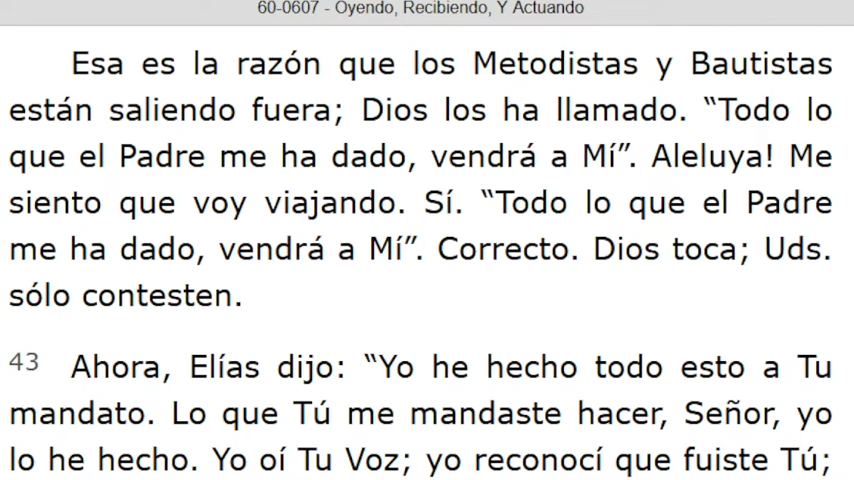 60-0607 - Oyendo, Recibiendo, Y Actuando
Esa es la razón que los Metodistas y Bautistas
están saliendo fuera; Dios los ha llamado. “Todo lo
que el Padre me ha dado, vendrá a Mí”. Aleluya! Me
siento que voy viajando. Sí. “Todo lo que el Padre
me ha dado, vendrá a Mí”. Correcto. Dios toca; Uds.
sólo contesten.
43 Ahora, Elías dijo: “Yo he hecho todo esto a Tu
mandato. Lo que Tú me mandaste hacer, Señor, yo
lo he hecho. Yo oí Tu Voz; yo reconocí que fuiste Tú;